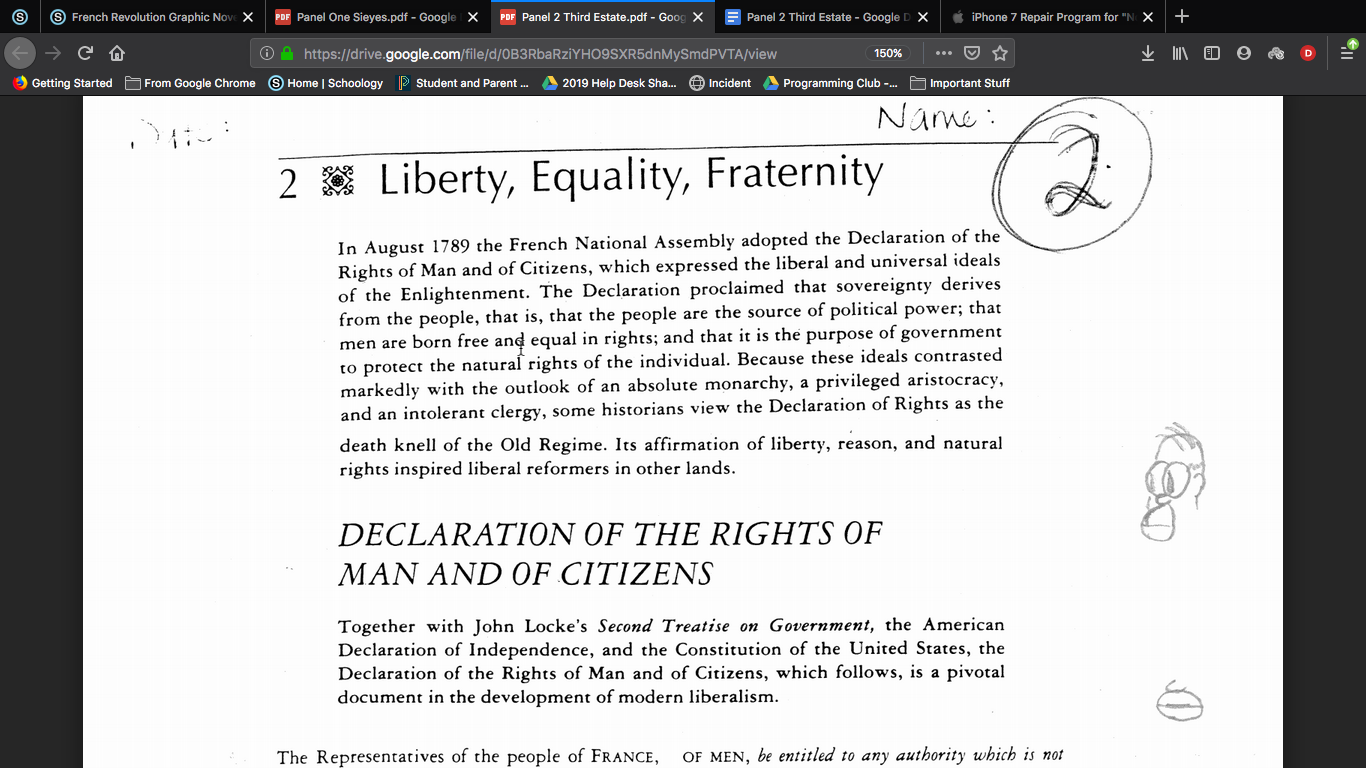 French Revolution Graphic Nov
Panel One Sieyes.pdf - Google
Panel 2 Third Estate.pdf - Goog
Panel 2 Third Estate - Google D
iPhone 7 Repair Program for "N
https://drive.google.com/file/d/0B3RbaRziYHO9SXR5dnMySmdPVTA/view
150%
D
Getting Started
From Google Chrome
Home | Schoology
Student and Parent ...
2019 Help Desk Sha...
Incident
Programming Club -...
Important Stuff
Date:
Name:
2
2 Liberty, Equality, Fraternity
In August 1789 the French National Assembly adopted the Declaration of the
Rights of Man and of Citizens, which expressed the liberal and universal ideals
of the Enlightenment. The Declaration proclaimed that sovereignty derives
from the people, that is, that the people are the source of political power; that
men are born free and equal in rights; and that it is the purpose of government
to protect the natural rights of the individual. Because these ideals contrasted
markedly with the outlook of an absolute monarchy, a privileged aristocracy,
and an intolerant clergy, some historians view the Declaration of Rights as the
death knell of the Old Regime. Its affirmation of liberty, reason, and natural
rights inspired liberal reformers in other lands.
DECLARATION OF THE RIGHTS OF
MAN AND OF CITIZENS
Together with John Locke's Second Treatise on Government, the American
Declaration of Independence, and the Constitution of the United States, the
Declaration of the Rights of Man and of Citizens, which follows, is a pivotal
document in the development of modern liberalism.
The Representatives of the people of FRANCE,
OF MEN, be entitled to any authority which is not